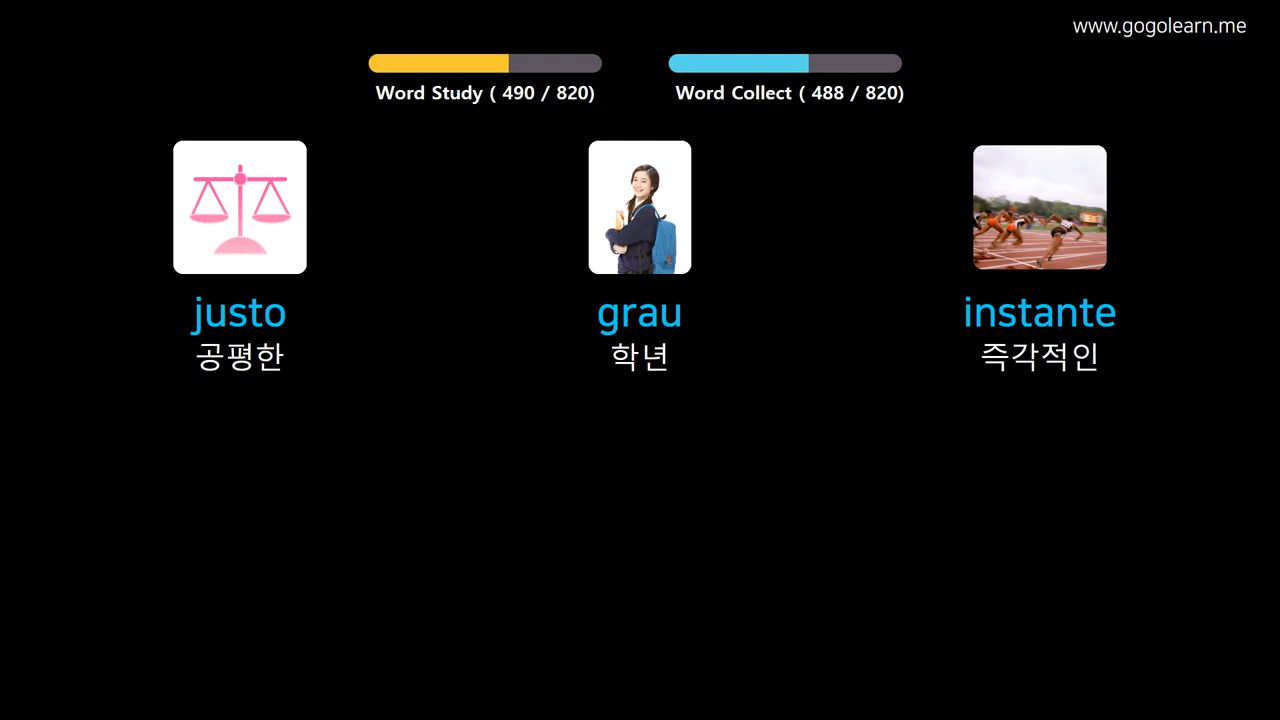 www.gogolearn.me
Word Study ( 490 / 820)
Word Collect ( 488 / 820)
justo
공평한
grau
학년
instante
즉각적인